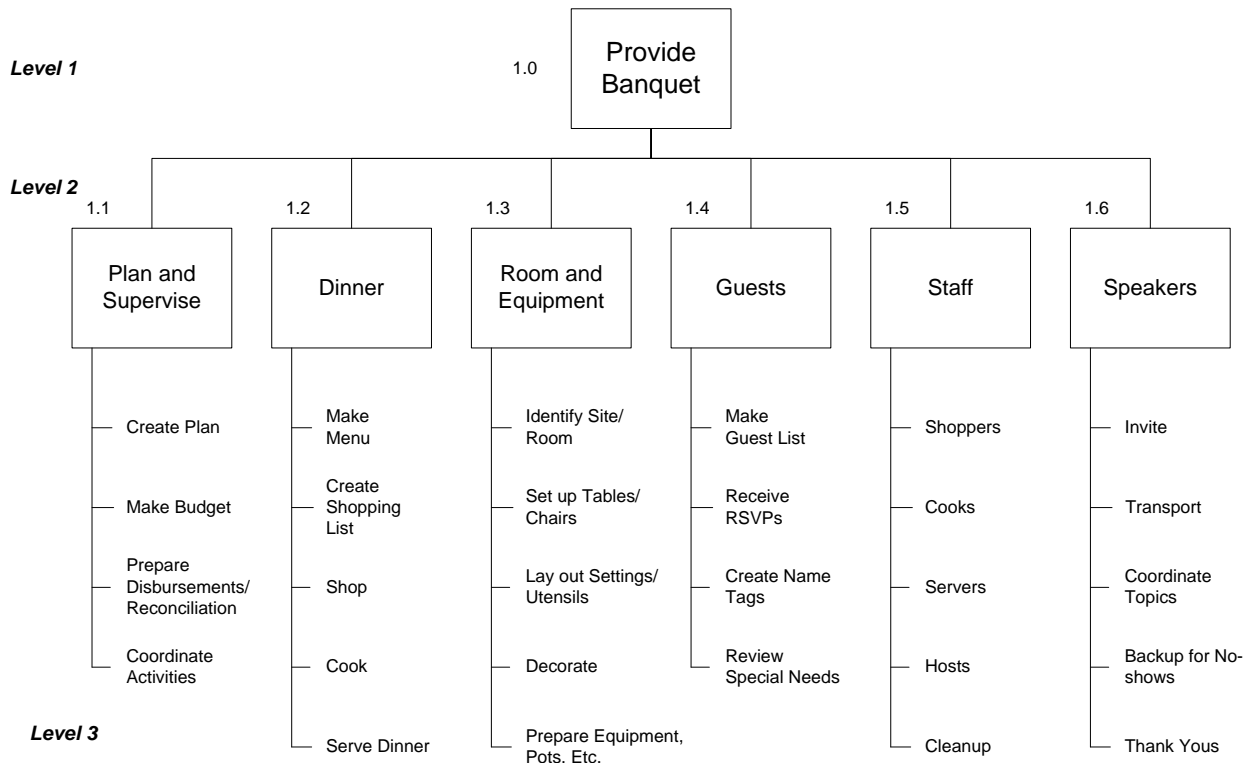 Level 1
1.0
Provide
Banquet
Level 2
1.1
1.2
1.3
1.4
1.5
1.6
Plan and
Supervise
Dinner
Room and
Equipment
Guests
Staff
Speakers
Create Plan
Make Budget
Prepare
Disbursements/
Reconciliation
Coordinate
Activities
Make
Menu
Create
Shopping
List
Shop
Cook
Serve Dinner
Identify Site/
Room
Set up Tables/
Chairs
Lay out Settings/
Utensils
Decorate
Prepare Equipment,
Pots, Etc.
Make
Guest List
Receive
RSVPs
Create Name
Tags
Review
Special Needs
Shoppers
Cooks
Servers
Hosts
Cleanup
Invite
Transport
Coordinate
Topics
Backup for No-
shows
Thank Yous
Level 3